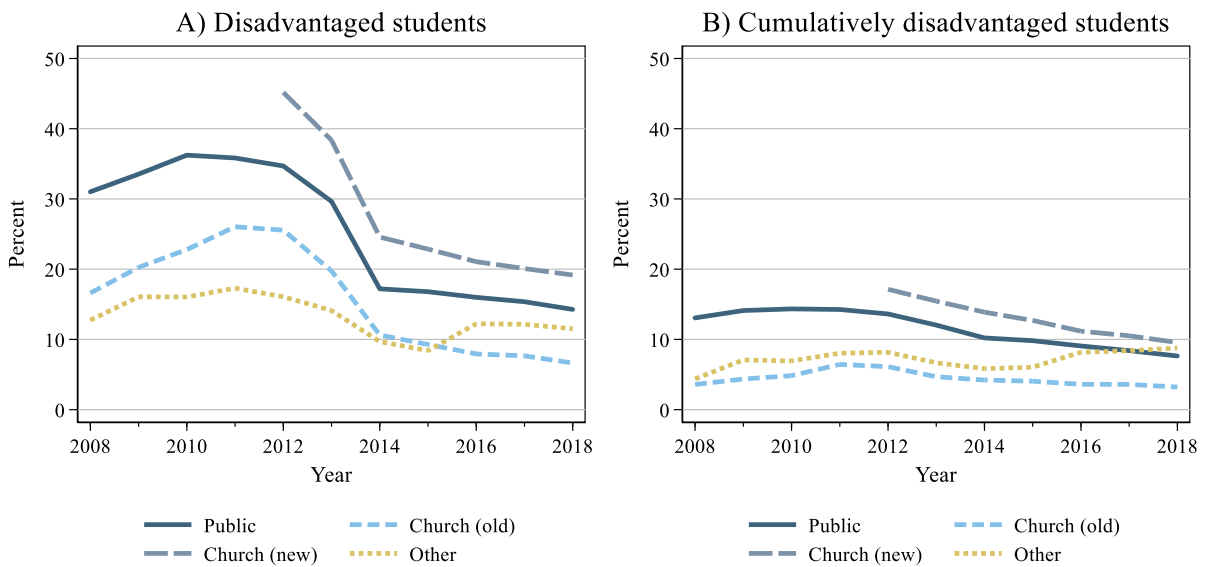 A) Disadvantaged students
50
40
30
20
10
0
Percent
2008 2010 2012 2014 2016 2018
Year
Public Church (old)
Church (new) Other
B) Cumulatively disadvantaged students
50
40
30
20
10
0
Percent
2008 2010 2012 2014 2016 2018
Year
Public Church (old)
Church (new) Other